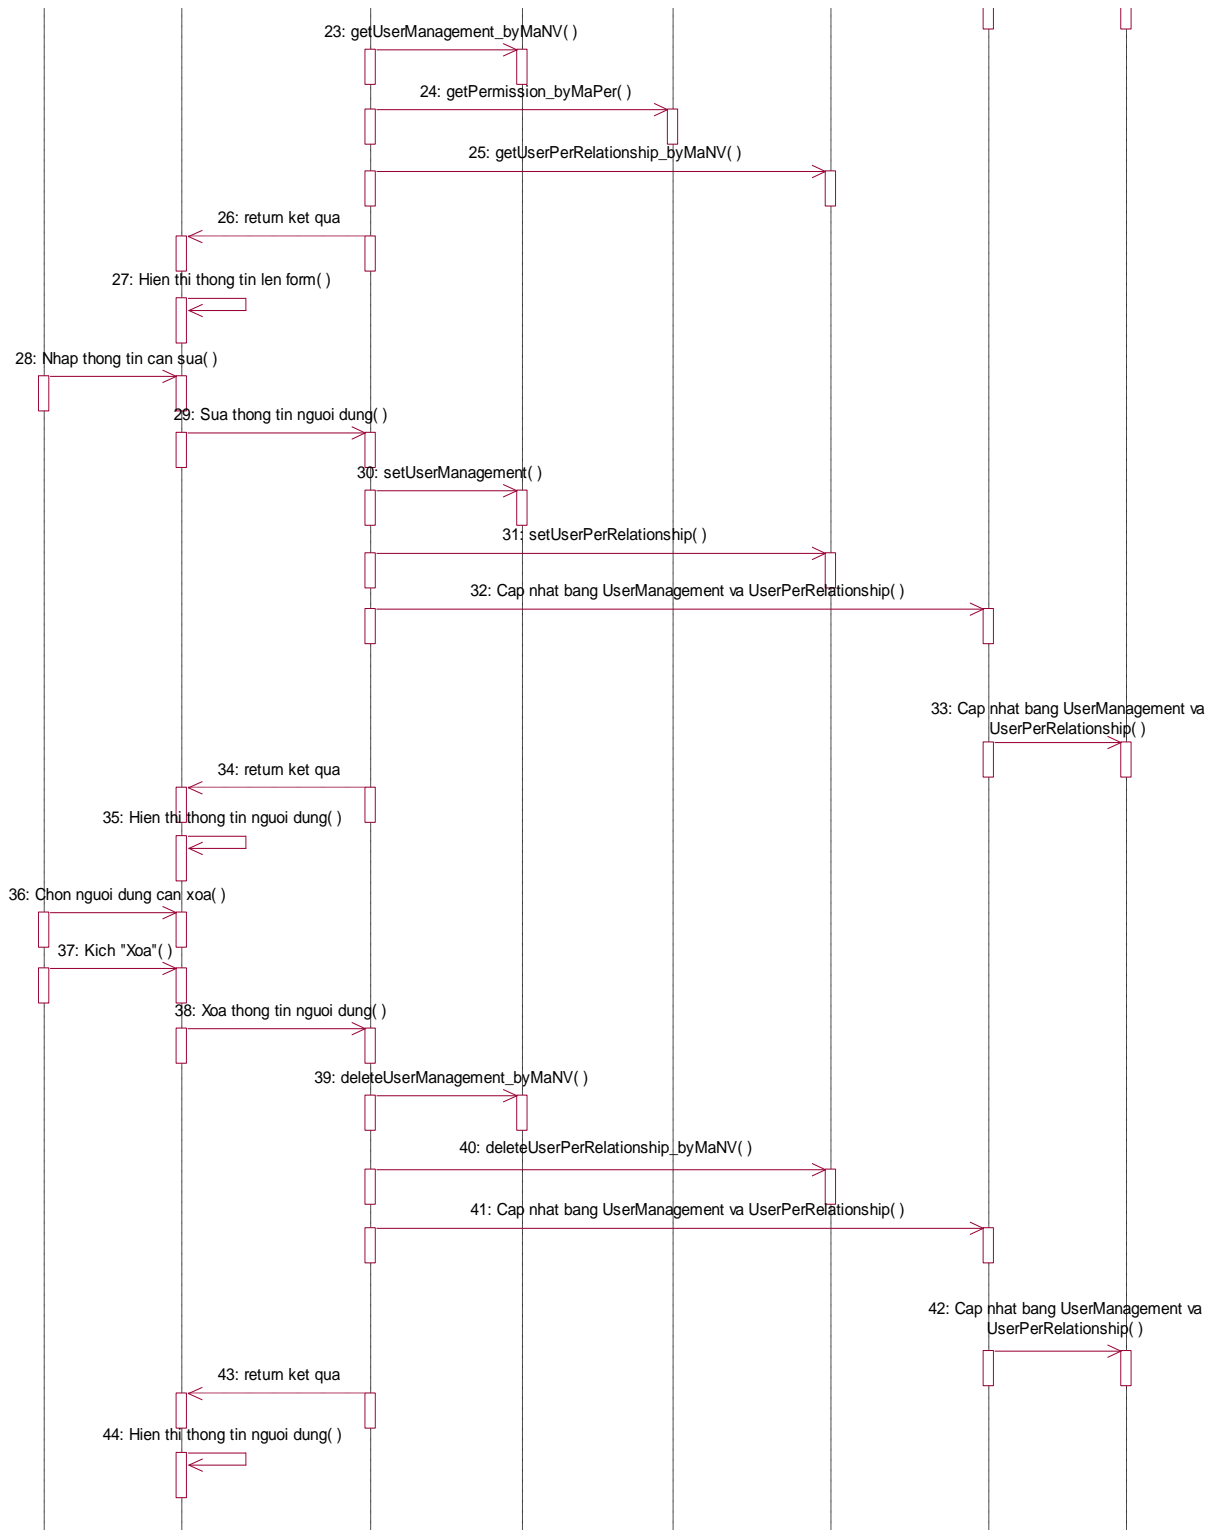 23: getUserManagement_byMaNV( )
24: getPermission_byMaPer( )
25: getUserPerRelationship_byMaNV( )
26: return ket qua
27: Hien thi thong tin len form( )
28: Nhap thong tin can sua( )
29: Sua thong tin nguoi dung( )
30: setUserManagement( )
31: setUserPerRelationship( )
32: Cap nhat bang UserManagement va UserPerRelationship( )
33: Cap nhat bang UserManagement va
UserPerRelationship( )
34: return ket qua
35: Hien thi thong tin nguoi dung( )
36: Chon nguoi dung can xoa( )
37: Kich "Xoa"( )
38: Xoa thong tin nguoi dung( )
39: deleteUserManagement_byMaNV( )
40: deleteUserPerRelationship_byMaNV( )
41: Cap nhat bang UserManagement va UserPerRelationship( )
42: Cap nhat bang UserManagement va
UserPerRelationship( )
43: return ket qua
44: Hien thi thong tin nguoi dung( )